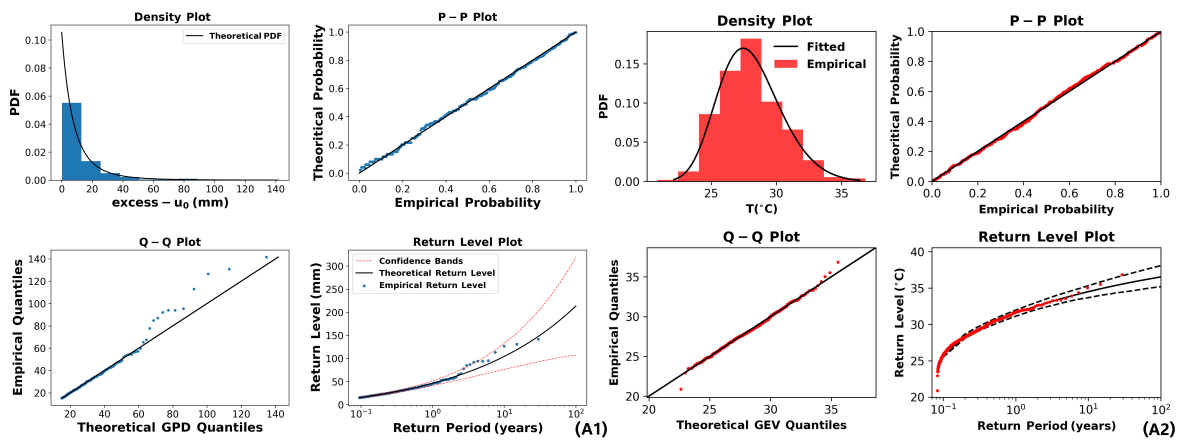 Density Plot
Theoretical PDF
PDF
0.10
0.08
0.06
0.04
0.02
0.00
0 20 40 60 80 100 120 140
excess − u0 (mm)
P − P Plot
Theoritical Probability
1.0
0.8
0.6
0.4
0.2
0.0
0.0 0.2 0.4 0.6 0.8 1.0
Empirical Probability
Density Plot
Fitted
Empirical
PDF
0.15
0.10
0.05
0.00
25 30 35
T(°C)
P − P Plot
Theoritical Probability
1.0
0.8
0.6
0.4
0.2
0.0
0.0 0.2 0.4 0.6 0.8 1.0
Empirical Probability
Q − Q Plot
Empirical Quantiles
140
120
100
80
60
40
20
20 40 60 80 100 120 140
Theoretical GPD Quantiles
Return Level Plot
Confidence Bands
Theoretical Return Level
Empirical Return Level
Return Level (mm)
300
250
200
150
100
50
0
10−1 100 101 102
Return Period (years)
(A1)
Q − Q Plot
Empirical Quantiles
35
30
25
20
20 25 30 35
Theoretical GEV Quantiles
Return Level Plot
Return Level (°C)
40
35
30
25
20
10−1 100 101 102
Return Period (years)
(A2)